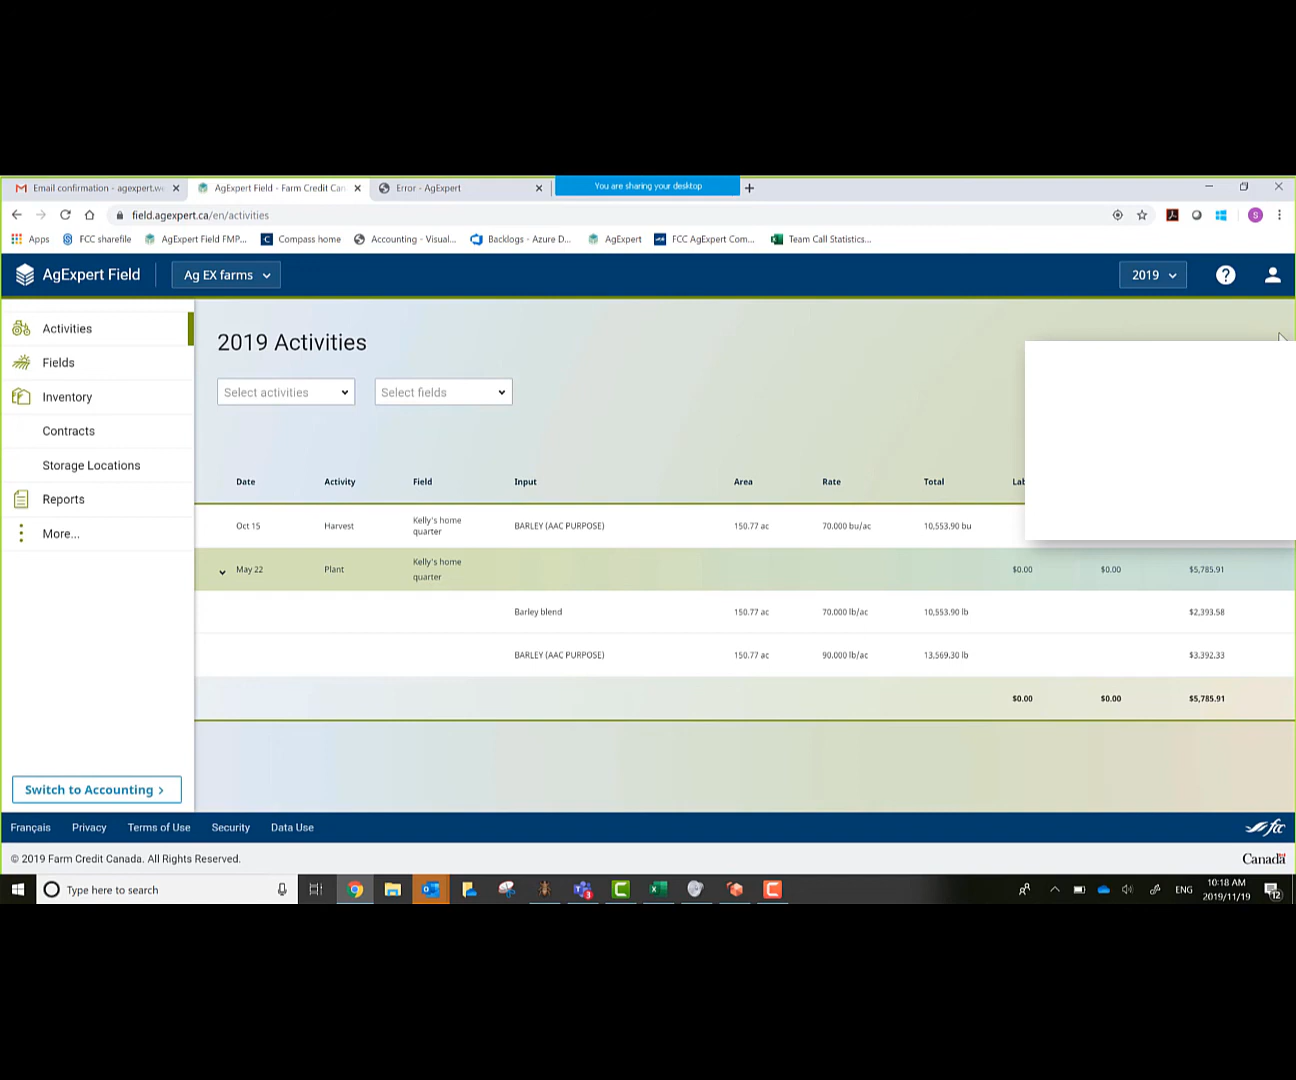 Email confirmation - agexpert.we
AgExpert Field - Farm Credit Can
Error - AgExpert
You are sharing your desktop
field.agexpert.ca/en/activities
Apps
FCC sharefile
AgExpert Field FMP...
Compass home
Accounting - Visual...
Backlogs - Azure D...
AgExpert
FCC AgExpert Com...
Team Call Statistics...
AgExpert Field
Ag EX farms
2019
Activities
Fields
Inventory
Contracts
Storage Locations
Reports
More...
Switch to Accounting >
2019 Activities
Select activities
Select fields
Date Activity Field Input Area Rate Total Lab
Oct 15 Harvest Kelly's home quarter BARLEY (AAC PURPOSE) 150.77 ac 70.000 bu/ac 10,553.90 bu
May 22 Plant Kelly's home quarter $0.00 $0.00 $5,785.91
Barley blend 150.77 ac 70.000 lb/ac 10,553.90 lb $2,393.58
BARLEY (AAC PURPOSE) 150.77 ac 90.000 lb/ac 13,569.30 lb $3,392.33
$0.00 $0.00 $5,785.91
Français Privacy Terms of Use Security Data Use
fcc
© 2019 Farm Credit Canada. All Rights Reserved.
Canada
Type here to search
ENG
10:18 AM
2019/11/19
12